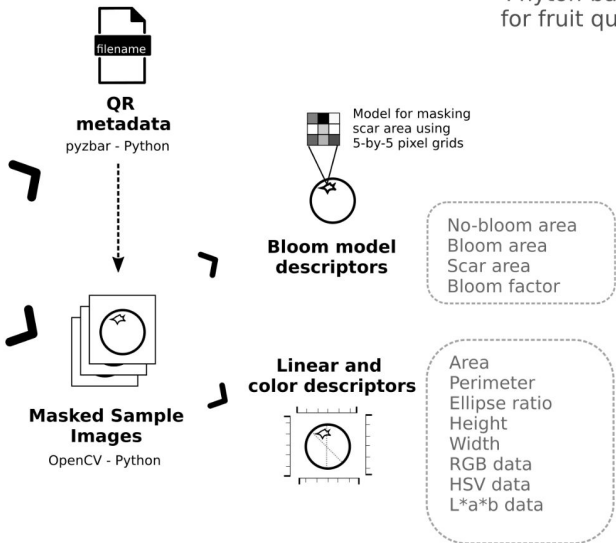 for fruit qu
filename
QR
metadata
pyzbar - Python
Model for masking
scar area using
5-by-5 pixel grids
Bloom model
descriptors
No-bloom area
Bloom area
Scar area
Bloom factor
Masked Sample
Images
OpenCV - Python
Linear and
color descriptors
Area
Perimeter
Ellipse ratio
Height
Width
RGB data
HSV data
L*a*b data